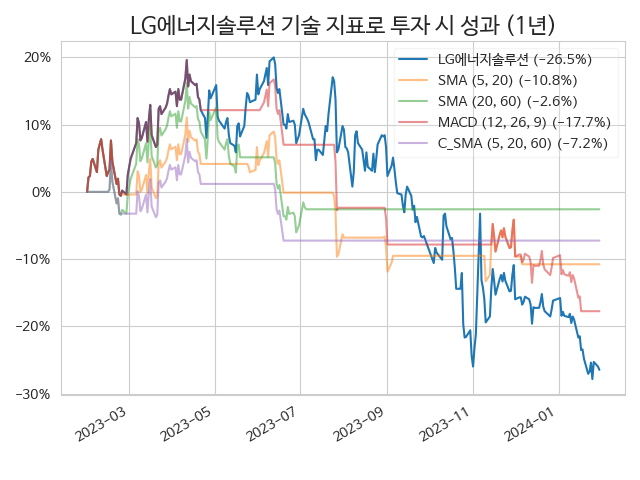 LG에너지솔루션 기술 지표로 투자 시 성과 (1년)
LG에너지솔루션 (−26.5%)
SMA (5, 20) (−10.8%)
SMA (20, 60) (−2.6%)
MACD (12, 26, 9) (−17.7%)
C_SMA (5, 20, 60) (−7.2%)
20%
10%
0%
−10%
−20%
−30%
2023−03
2023−05
2023−07
2023−09
2023−11
2024−01